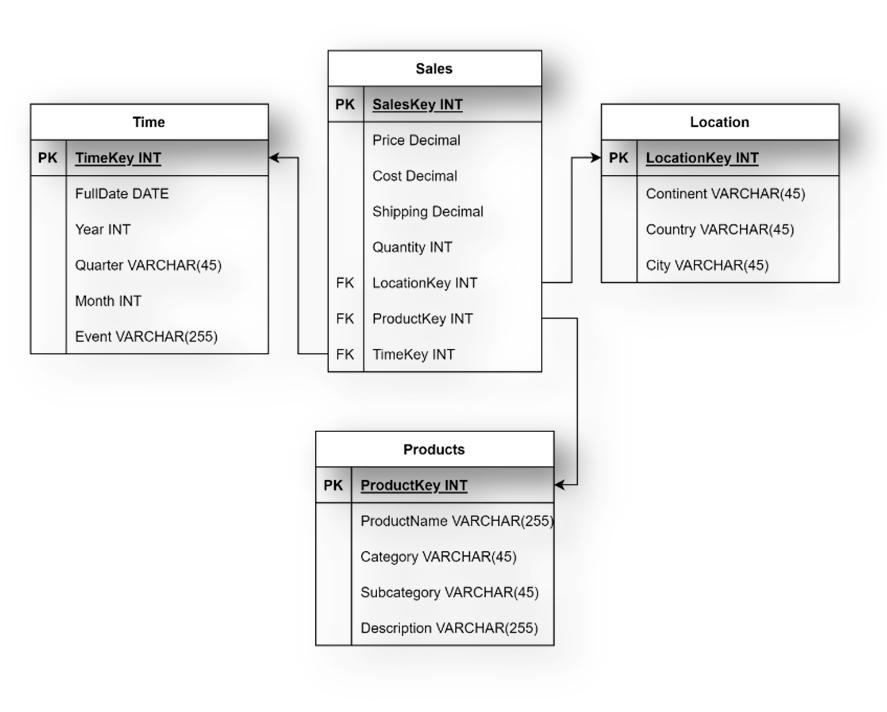 Sales
PK SalesKey INT
Price Decimal
Cost Decimal
Shipping Decimal
Quantity INT
FK LocationKey INT
FK ProductKey INT
FK TimeKey INT
Time
PK TimeKey INT
FullDate DATE
Year INT
Quarter VARCHAR(45)
Month INT
Event VARCHAR(255)
Location
PK LocationKey INT
Continent VARCHAR(45)
Country VARCHAR(45)
City VARCHAR(45)
Products
PK ProductKey INT
ProductName VARCHAR(255)
Category VARCHAR(45)
Subcategory VARCHAR(45)
Description VARCHAR(255)